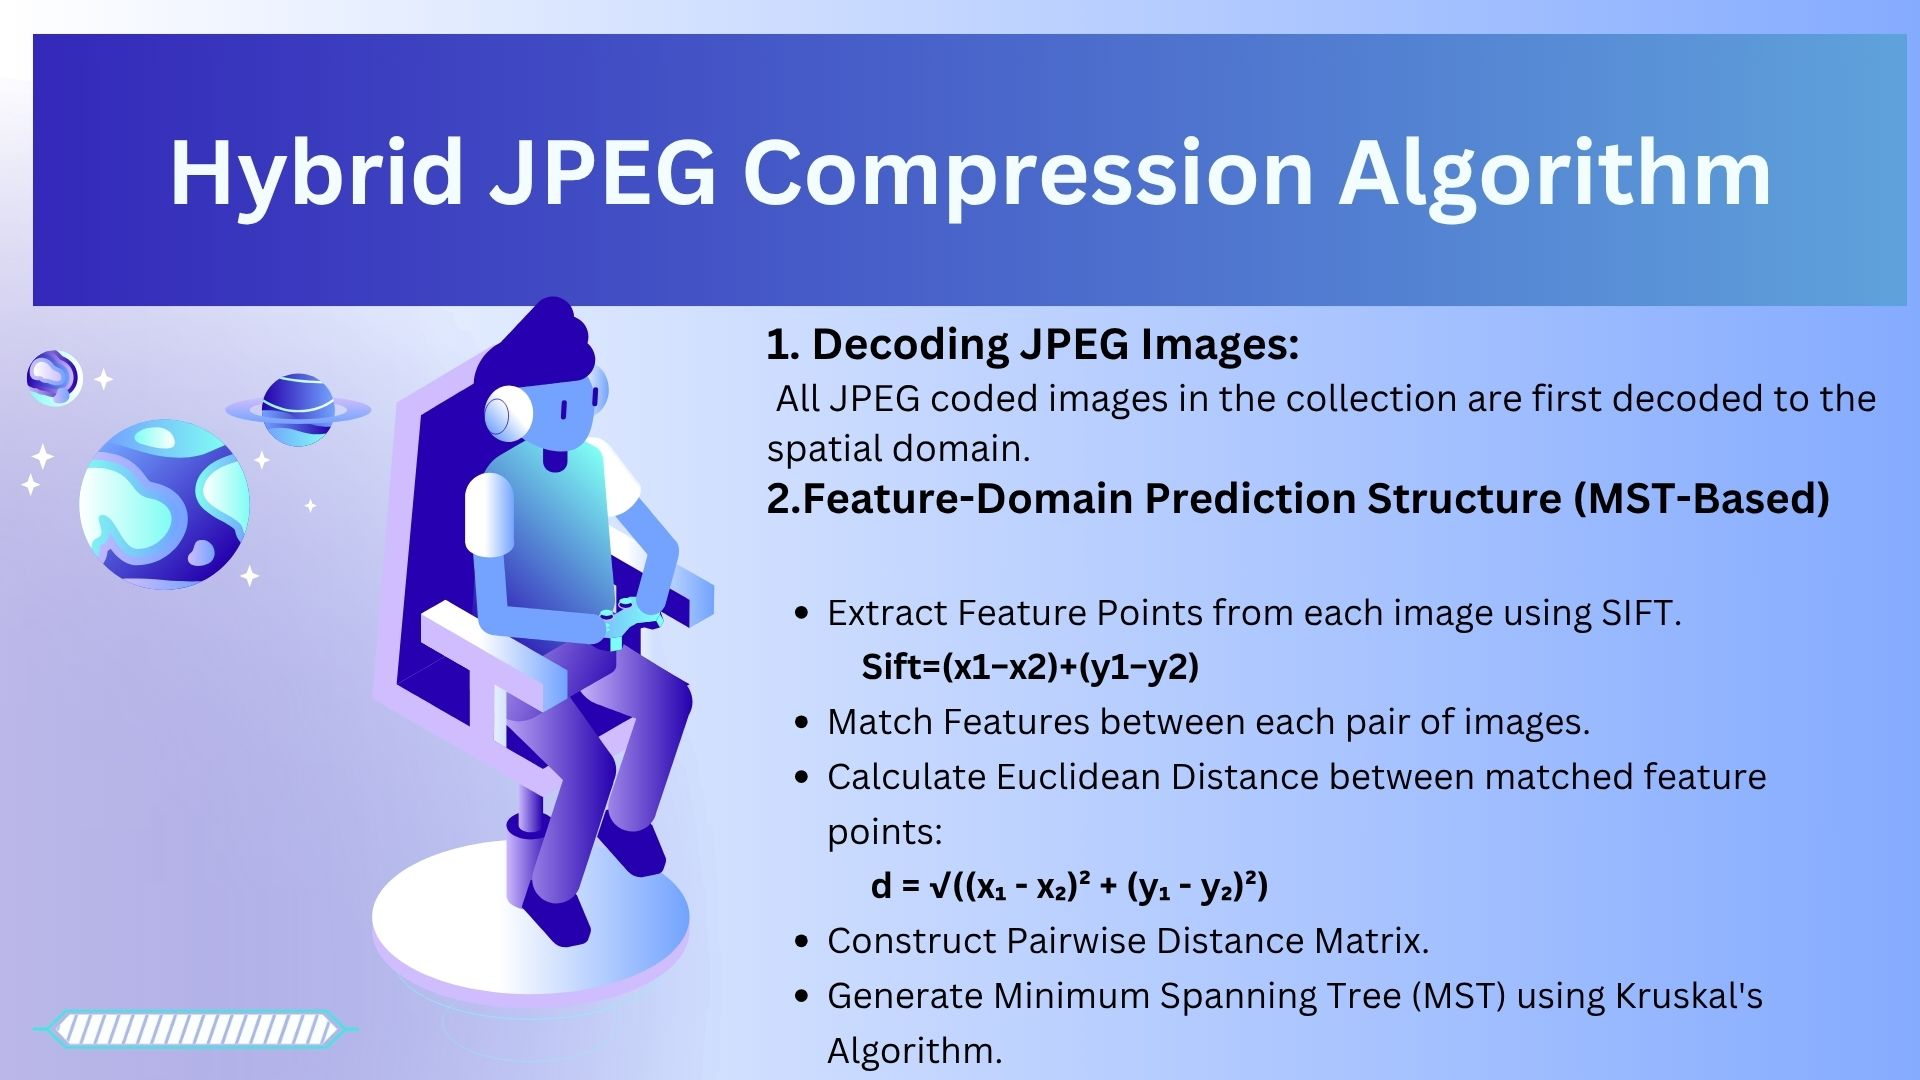 Hybrid JPEG Compression Algorithm
1. Decoding JPEG Images:
All JPEG coded images in the collection are first decoded to the
spatial domain.
2.Feature-Domain Prediction Structure (MST-Based)
• Extract Feature Points from each image using SIFT.
Sift=(x1−x2)+(y1−y2)
• Match Features between each pair of images.
• Calculate Euclidean Distance between matched feature
points:
d = √((x₁ - x₂)² + (y₁ - y₂)²)
• Construct Pairwise Distance Matrix.
• Generate Minimum Spanning Tree (MST) using Kruskal's
Algorithm.